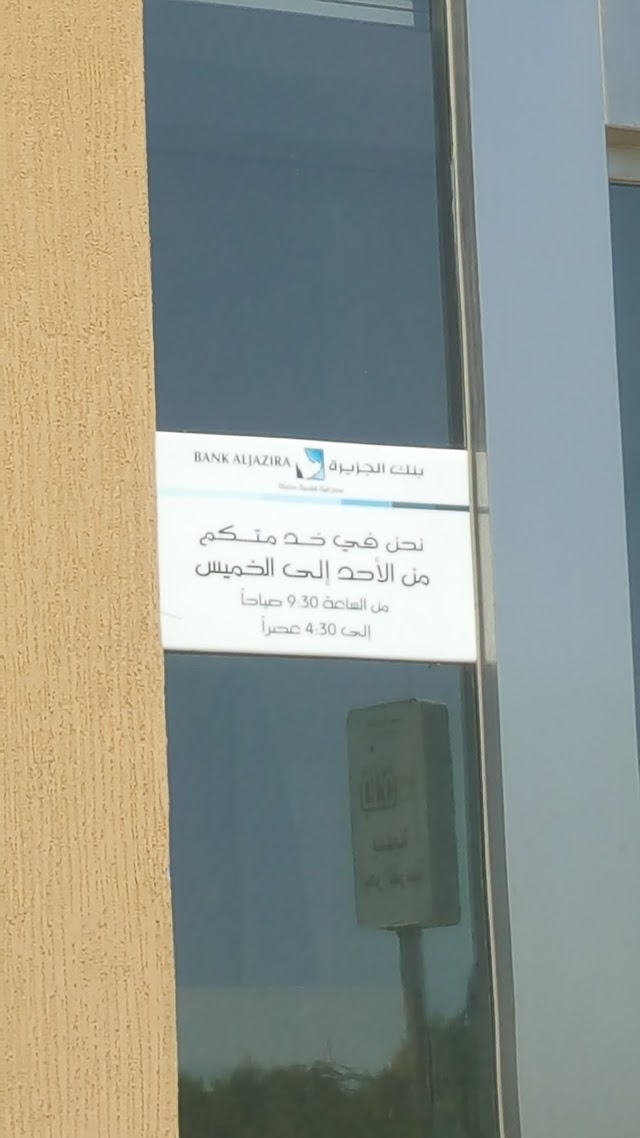 BANK ALJAZIRA بنك الجزيرة
نحن في خدمتكم
من الأحد إلى الخميس
من الساعة 9:30 صباحاً
إلى 4:30 عصراً